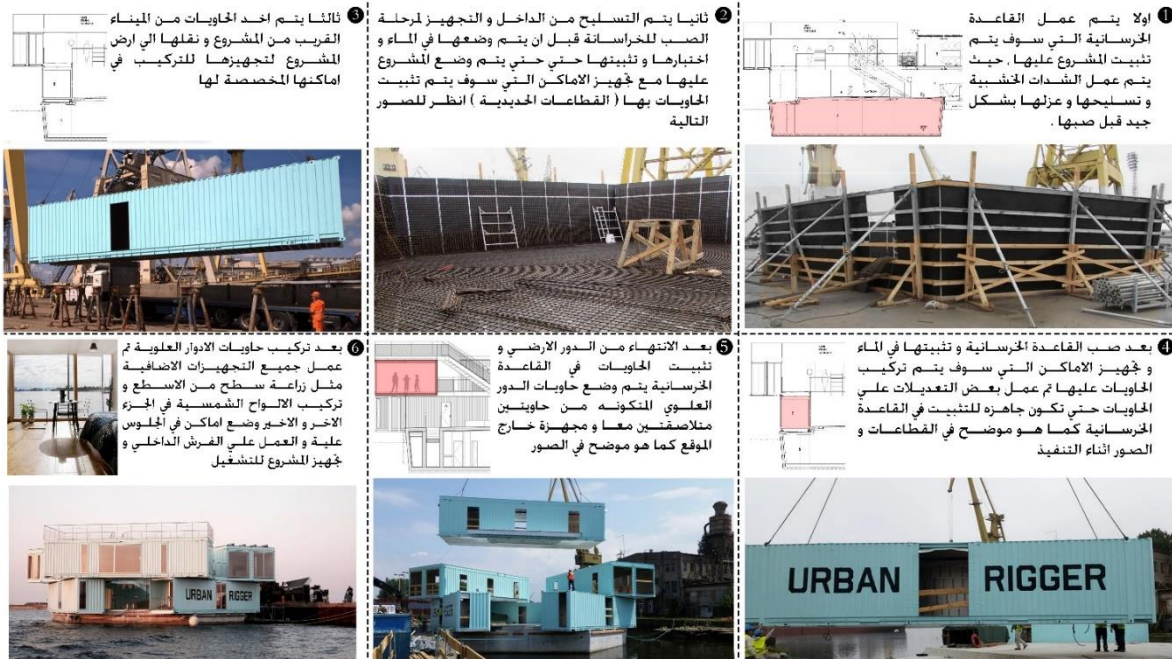 ❶ اولا يتم عمل القاعدة
الخرسانية التي سوف يتم
تثبيت المشروع عليها , حيث
يتم عمل الشدات الخشبية
و تسليحها و عزلها بشكل
جيد قبل صبها .
❷ ثانيا يتم التسليح من الداخل و التجهيز لمرحلة
الصب للخراسانة قبل ان يتم وضعها في الماء و
اختبارها و تثبيتها حتي حتي يتم وضع المشروع
عليها مع تجهيز الاماكن التي سوف يتم تثبيت
الحاويات بها ( القطاعات الحديدية ) انظر للصور
التالية
❸ ثالثا يتم اخد الحاويات من الميناء
القريب من المشروع و نقلها الي ارض
المشروع لتجهيزها للتركيب في
اماكنها المخصصة لها
❹ بعد صب القاعدة الخرسانية و تثبيتها في الماء
و تجهيز الاماكن التي سوف يتم تركيب
الحاويات عليها تم عمل بعض التعديلات علي
الحاويات حتي تكون جاهزه للتثبيت في القاعدة
الخرسانية كما هو موضح في القطاعات و
الصور اثناء التنفيذ
URBAN RIGGER
❺ بعد الانتهاء من الدور الارضي و
تثبيت الحاويات في القاعدة
الخرسانية يتم وضع حاويات الدور
العلوي المتكونه من حاويتين
متلاصقتين معا و مجهزة خارج
الموقع كما هو موضح في الصور
❻ بعد تركيب حاويات الادوار العلوية تم
عمل جميع التجهيزات الاضافية
مثل زراعة سطح من الاسطع و
تركيب الالواح الشمسية في الجزء
الاخر و الاخير وضع اماكن في الجلوس
علية و العمل علي الفرش الداخلي و
تجهيز المشروع للتشغيل
URBAN RIGGER